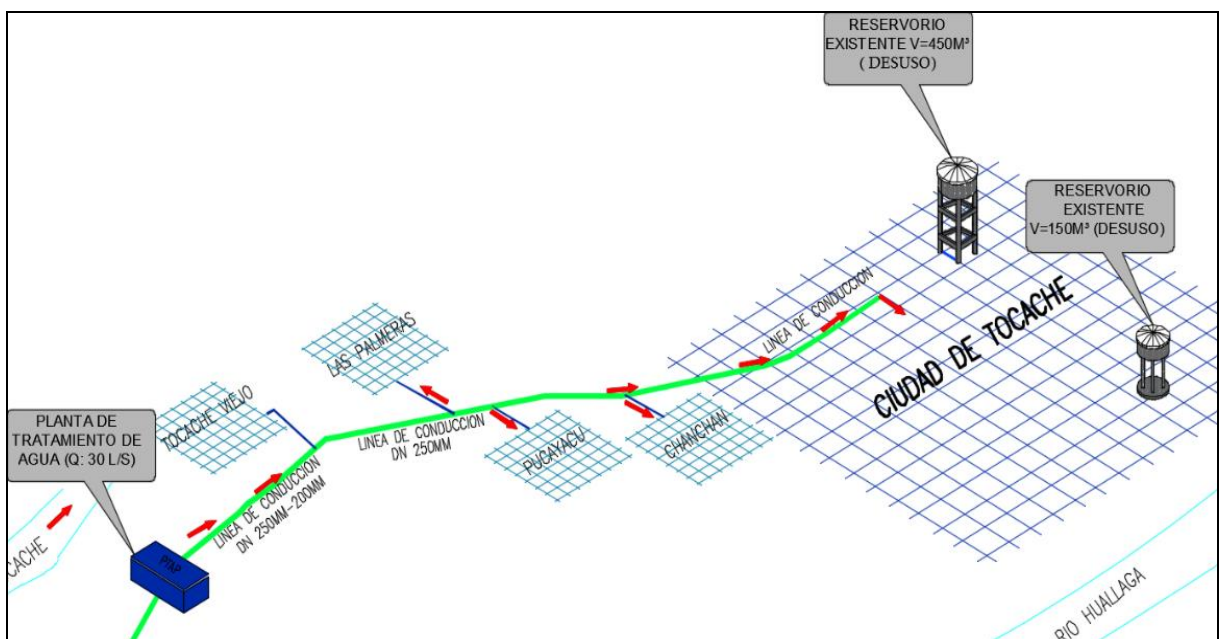 RESERVORIO
EXISTENTE V=450M³
( DESUSO)
RESERVORIO
EXISTENTE
V=150M³ (DESUSO)
LINEA DE CONDUCCION
CIUDAD DE TOCACHE
LAS PALMERAS
TOCACHE VIEJO
PLANTA DE
TRATAMIENTO DE
AGUA (Q: 30 L/S)
LINEA DE CONDUCCION
DN 250MM
PUCAYACU
CHANCHAN
LINEA DE CONDUCCION
DN 250MM-200MM
CACHE
PTAP
RIO HUALLAGA